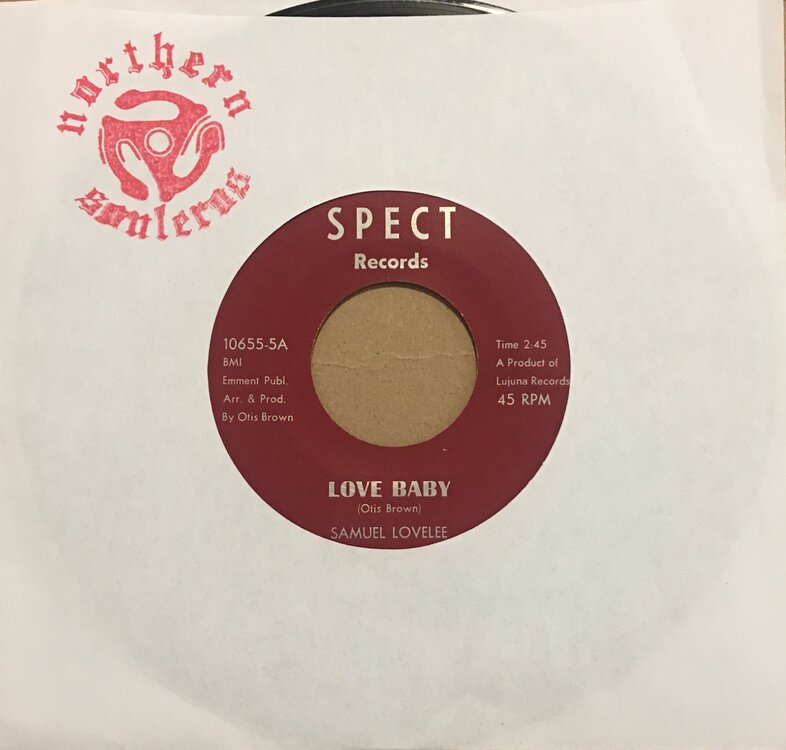 northern
souleros
SPECT
Records
10655-5A
BMI
Emment Publ.
Arr. & Prod.
By Otis Brown
Time 2:45
A Product of
Lujuna Records
45 RPM
LOVE BABY
(Otis Brown)
SAMUEL LOVELEE